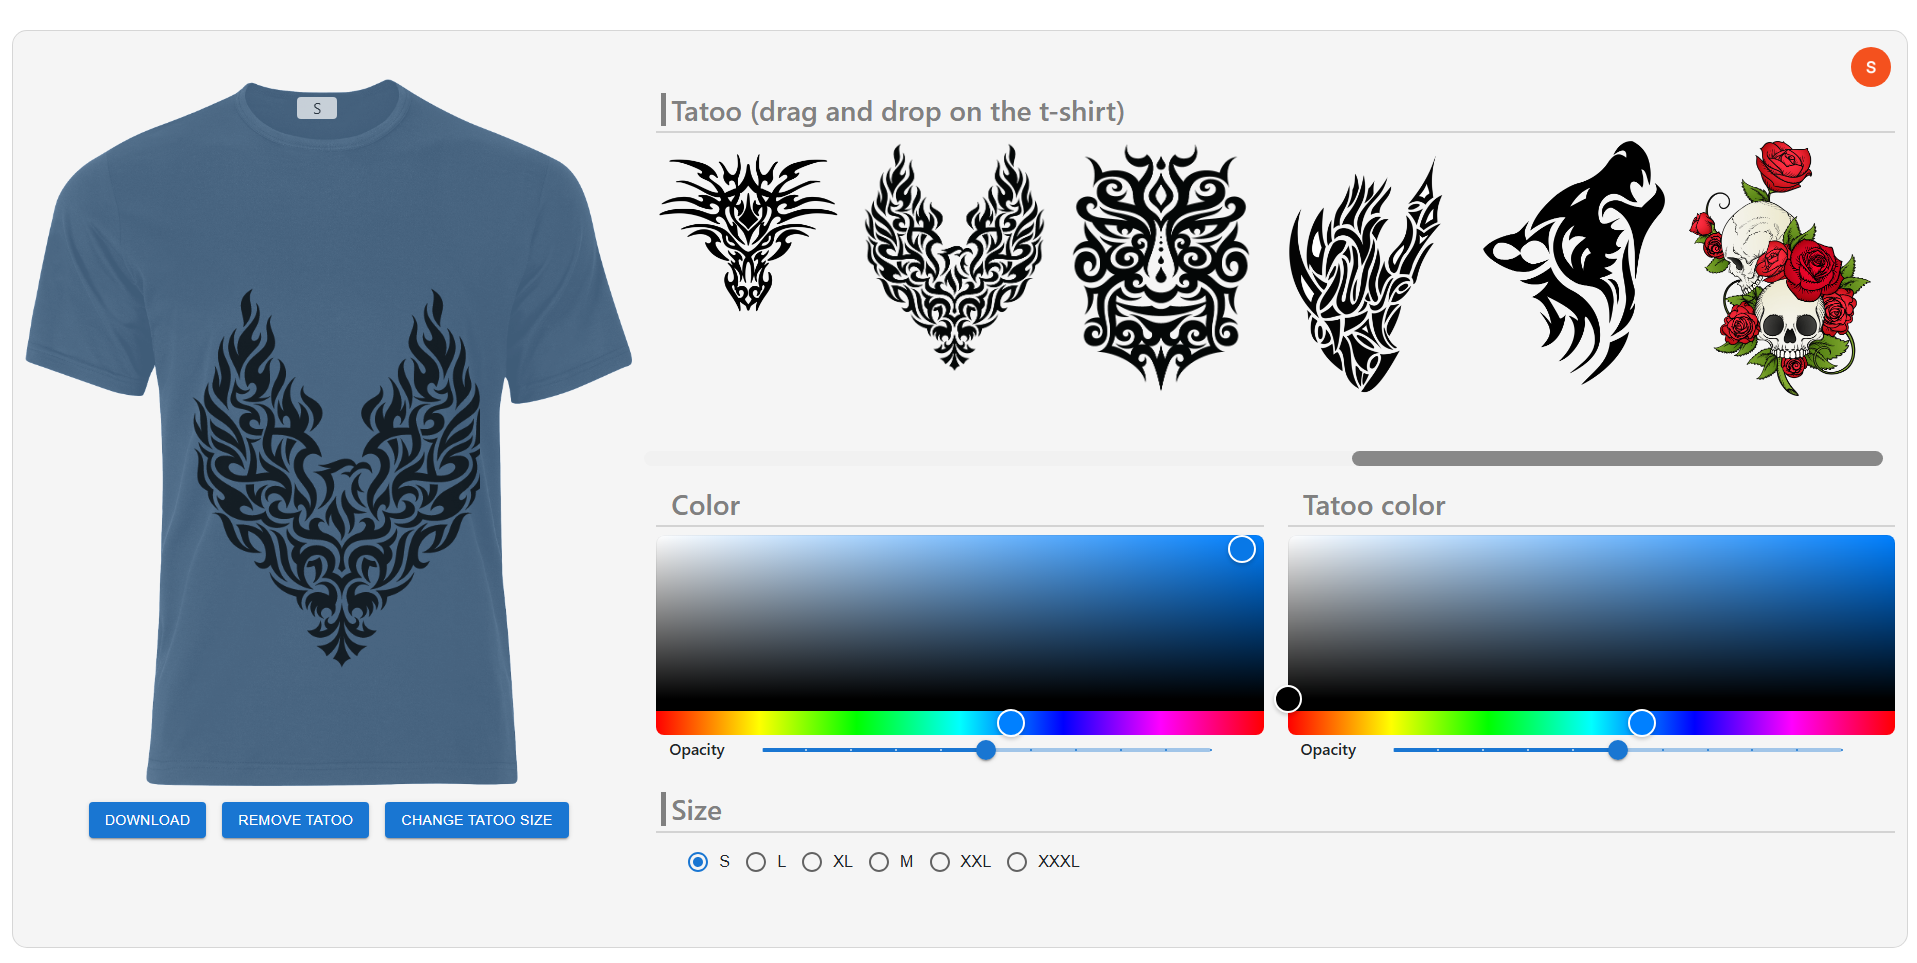 S
S
Tatoo (drag and drop on the t-shirt)
Color
Tatoo color
Opacity
Opacity
DOWNLOAD
REMOVE TATOO
CHANGE TATOO SIZE
Size
S
L
XL
M
XXL
XXXL